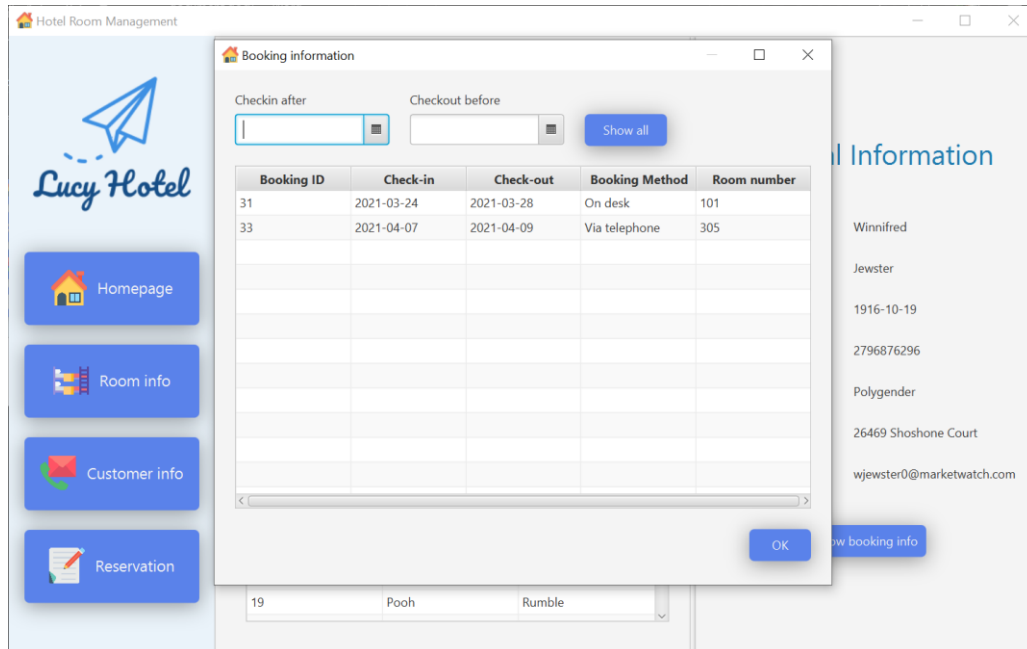 Hotel Room Management
Lucy Hotel
Homepage
Room info
Customer info
Reservation
Booking information
Checkin after
Checkout before
Show all
Booking ID Check-in Check-out Booking Method Room number
31 2021-03-24 2021-03-28 On desk 101
33 2021-04-07 2021-04-09 Via telephone 305
OK
19 Pooh Rumble
Information
Winnifred
Jewster
1916-10-19
2796876296
Polygender
26469 Shoshone Court
wjewster0@marketwatch.com
booking info